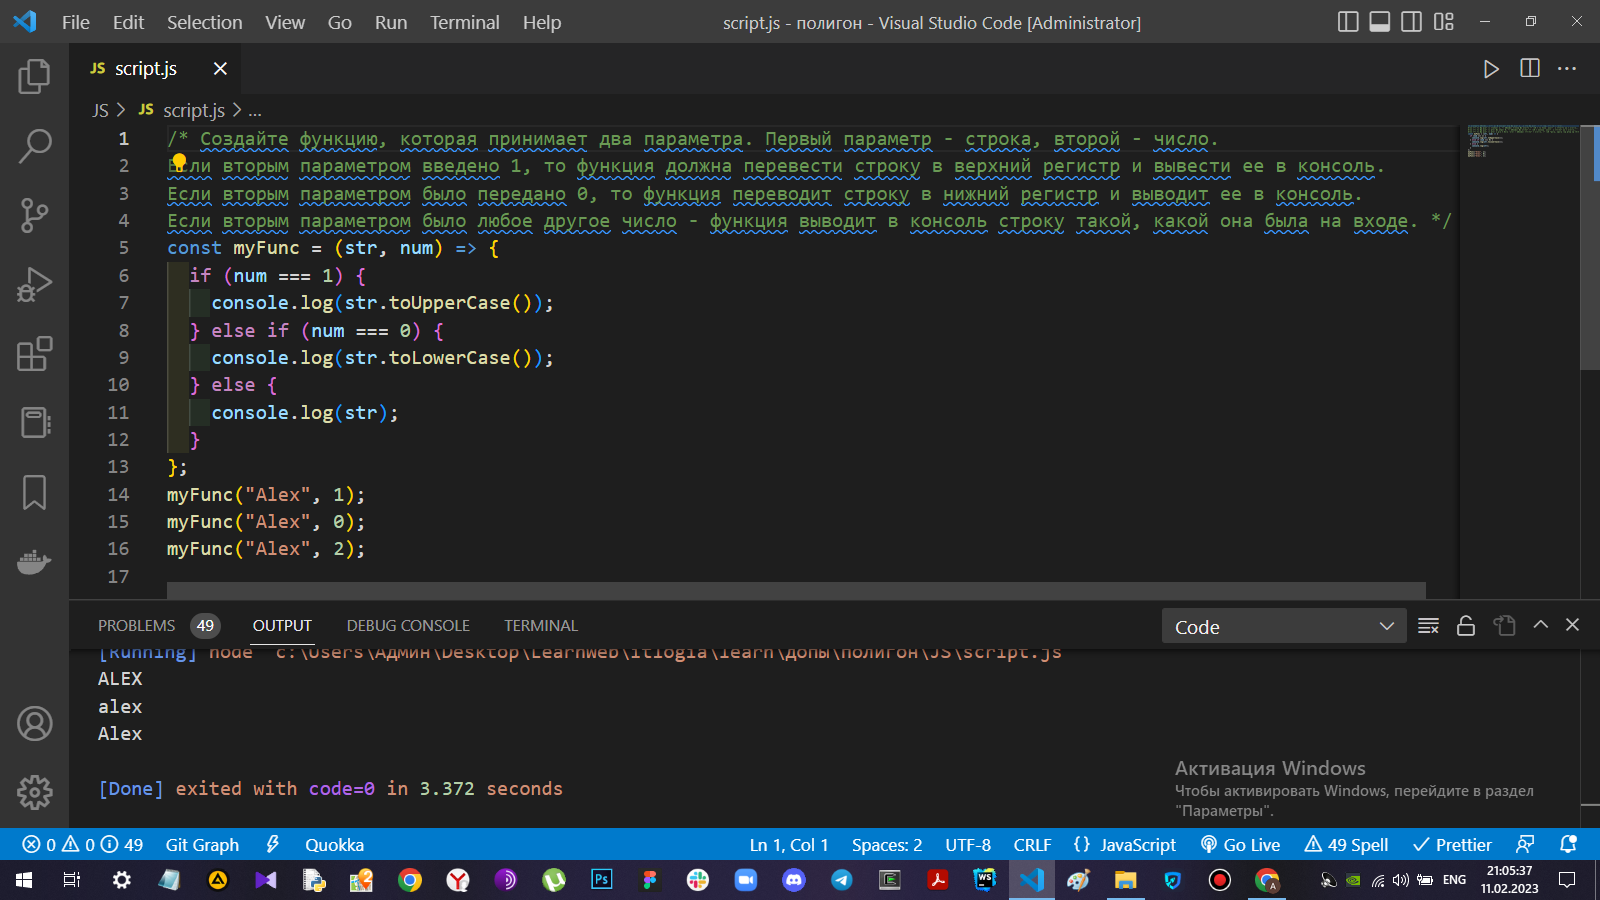 File Edit Selection View Go Run Terminal Help
script.js - полигон - Visual Studio Code [Administrator]
JS script.js
JS > JS script.js > ...
1 /* Создайте функцию, которая принимает два параметра. Первый параметр - строка, второй - число.
2 Если вторым параметром введено 1, то функция должна перевести строку в верхний регистр и вывести ее в консоль.
3 Если вторым параметром было передано 0, то функция переводит строку в нижний регистр и выводит ее в консоль.
4 Если вторым параметром было любое другое число - функция выводит в консоль строку такой, какой она была на входе. */
5 const myFunc = (str, num) => {
6 if (num === 1) {
7 console.log(str.toUpperCase());
8 } else if (num === 0) {
9 console.log(str.toLowerCase());
10 } else {
11 console.log(str);
12 }
13 };
14 myFunc("Alex", 1);
15 myFunc("Alex", 0);
16 myFunc("Alex", 2);
17
PROBLEMS 49 OUTPUT DEBUG CONSOLE TERMINAL
Code
[Running] node "c:\Users\Админ\Desktop\LearnWeb\itlogia\learn\допы\полигон\JS\script.js"
ALEX
alex
Alex
[Done] exited with code=0 in 3.372 seconds
Активация Windows
Чтобы активировать Windows, перейдите в раздел
"Параметры".
0 0 49 Git Graph Quokka
Ln 1, Col 1 Spaces: 2 UTF-8 CRLF {} JavaScript Go Live 49 Spell Prettier
Ps WS A
ENG
21:05:37
11.02.2023